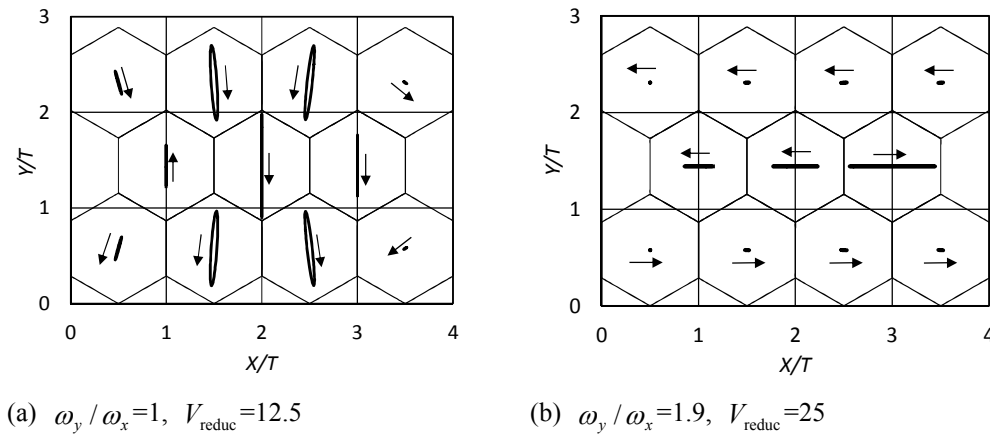 3
2
1
0
Y/T
0 1 2 3 4
X/T
3
2
1
0
Y/T
0 1 2 3 4
X/T
(a) ω_y / ω_x =1, V_reduc =12.5
(b) ω_y / ω_x =1.9, V_reduc =25